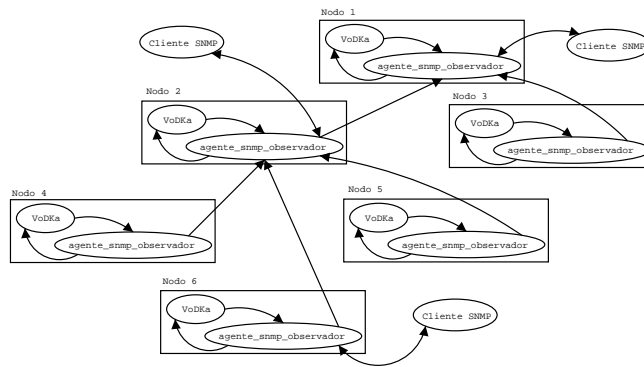 Nodo 1
VoDKa
agente_snmp_observador
Cliente SNMP
Cliente SNMP
Nodo 2
VoDKa
agente_snmp_observador
Nodo 3
VoDKa
agente_snmp_observador
Nodo 4
VoDKa
agente_snmp_observador
Nodo 5
VoDKa
agente_snmp_observador
Nodo 6
VoDKa
agente_snmp_observador
Cliente SNMP